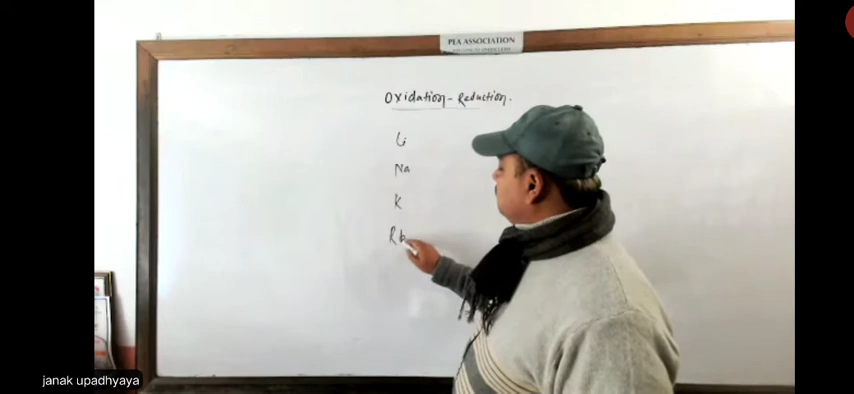 PEA ASSOCIATION
Oxidation - Reduction.
Li
Na
K
Rb
janak upadhyaya